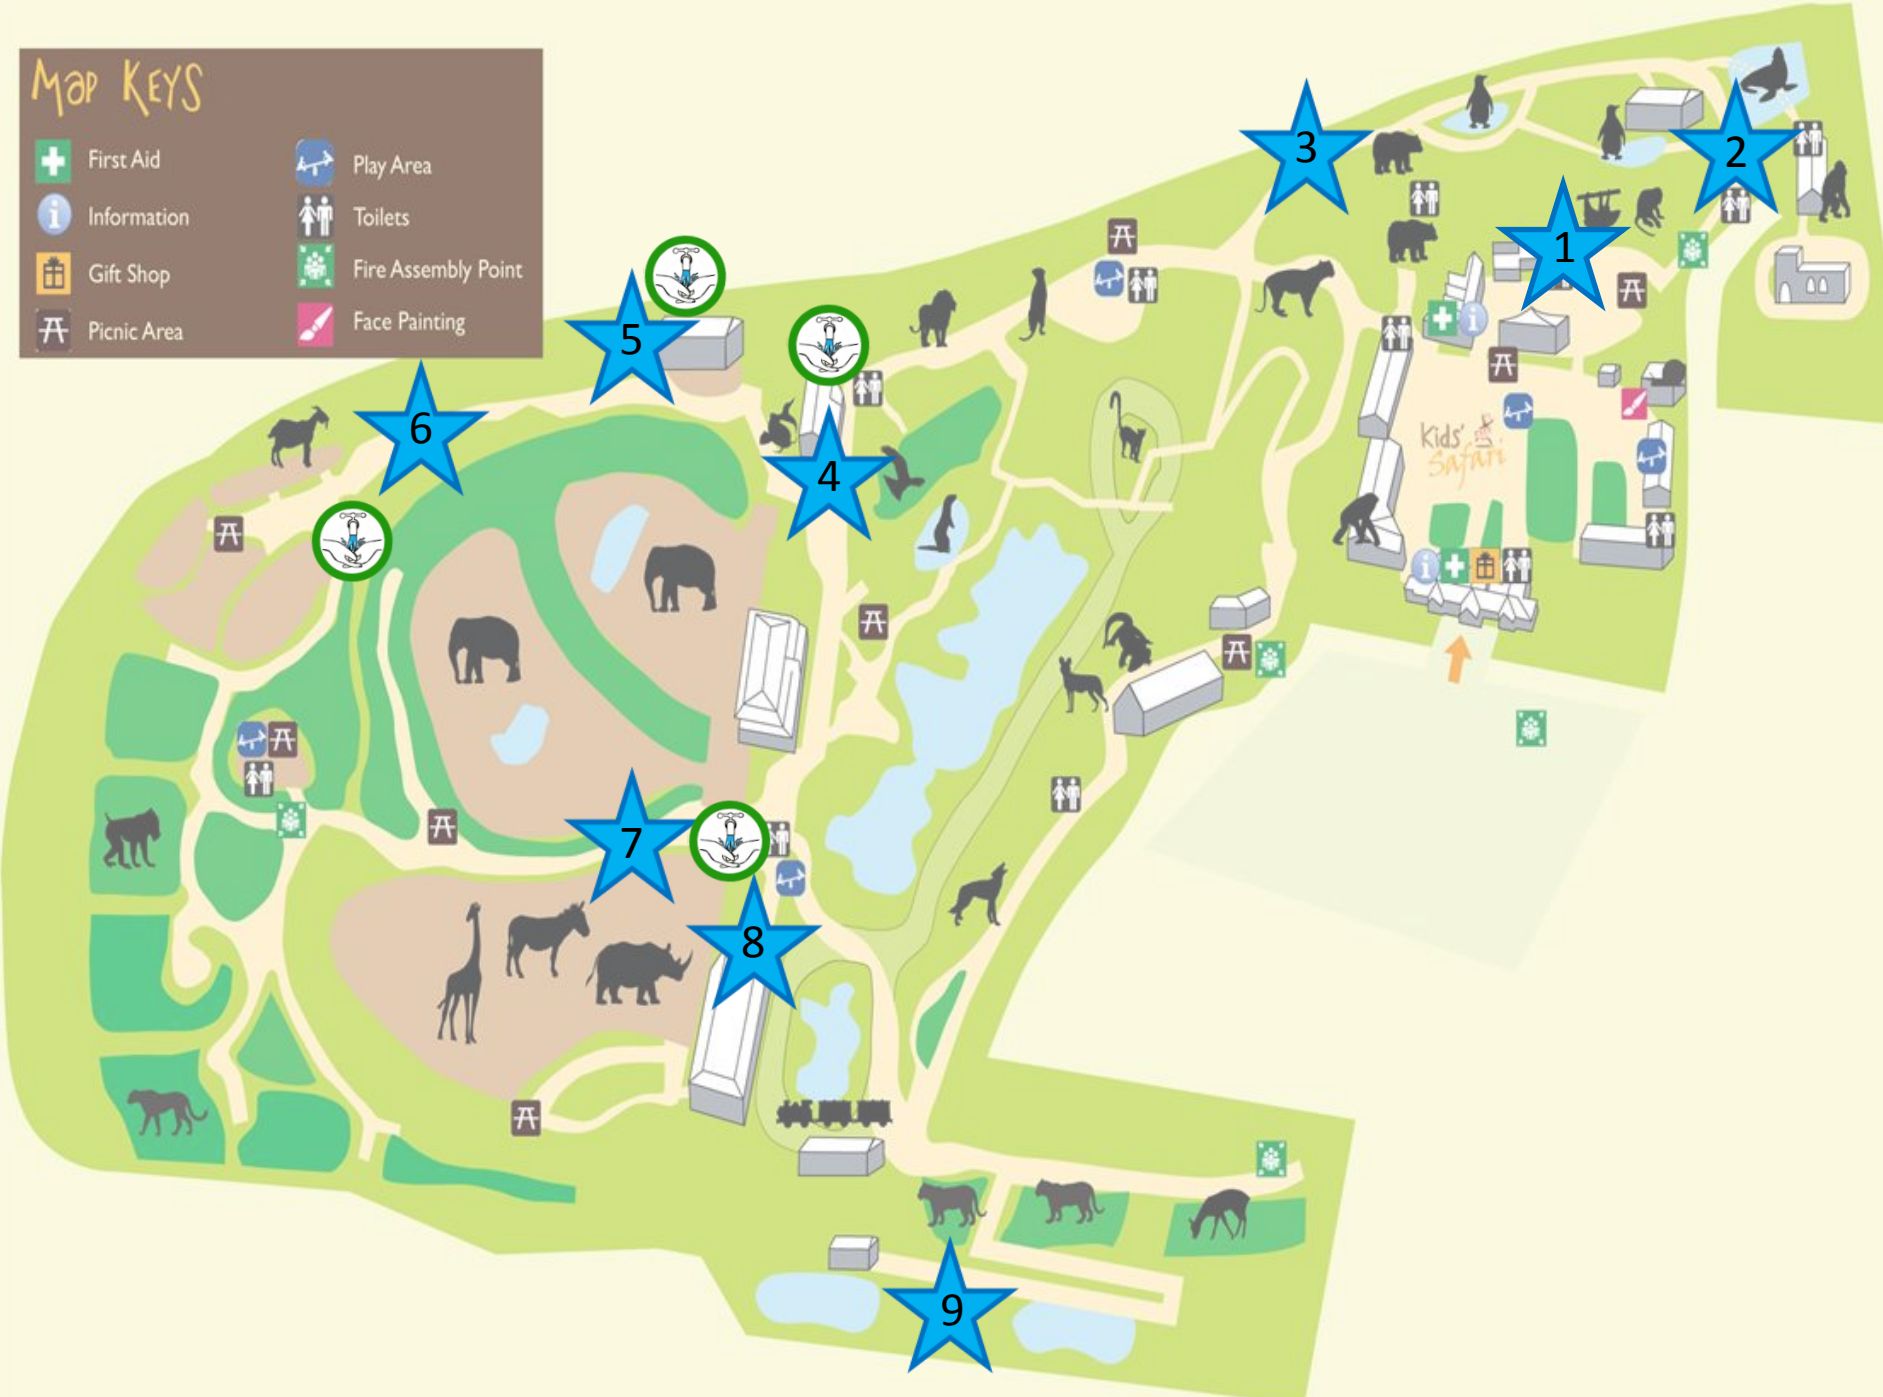 Map Keys
First Aid
Information
Gift Shop
Picnic Area
Play Area
Toilets
Fire Assembly Point
Face Painting
3
2
1
5
6
4
Kids'
Safari
7
8
9